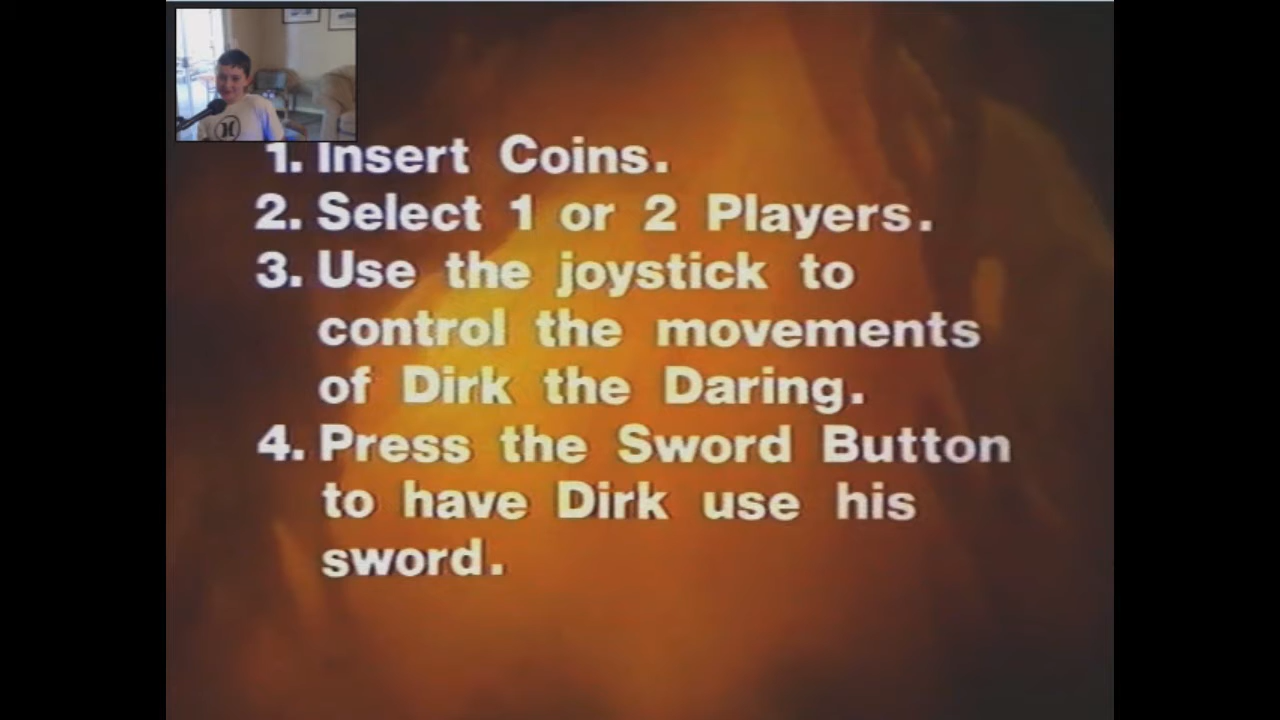 1. Insert Coins.
2. Select 1 or 2 Players.
3. Use the joystick to
control the movements
of Dirk the Daring.
4. Press the Sword Button
to have Dirk use his
sword.